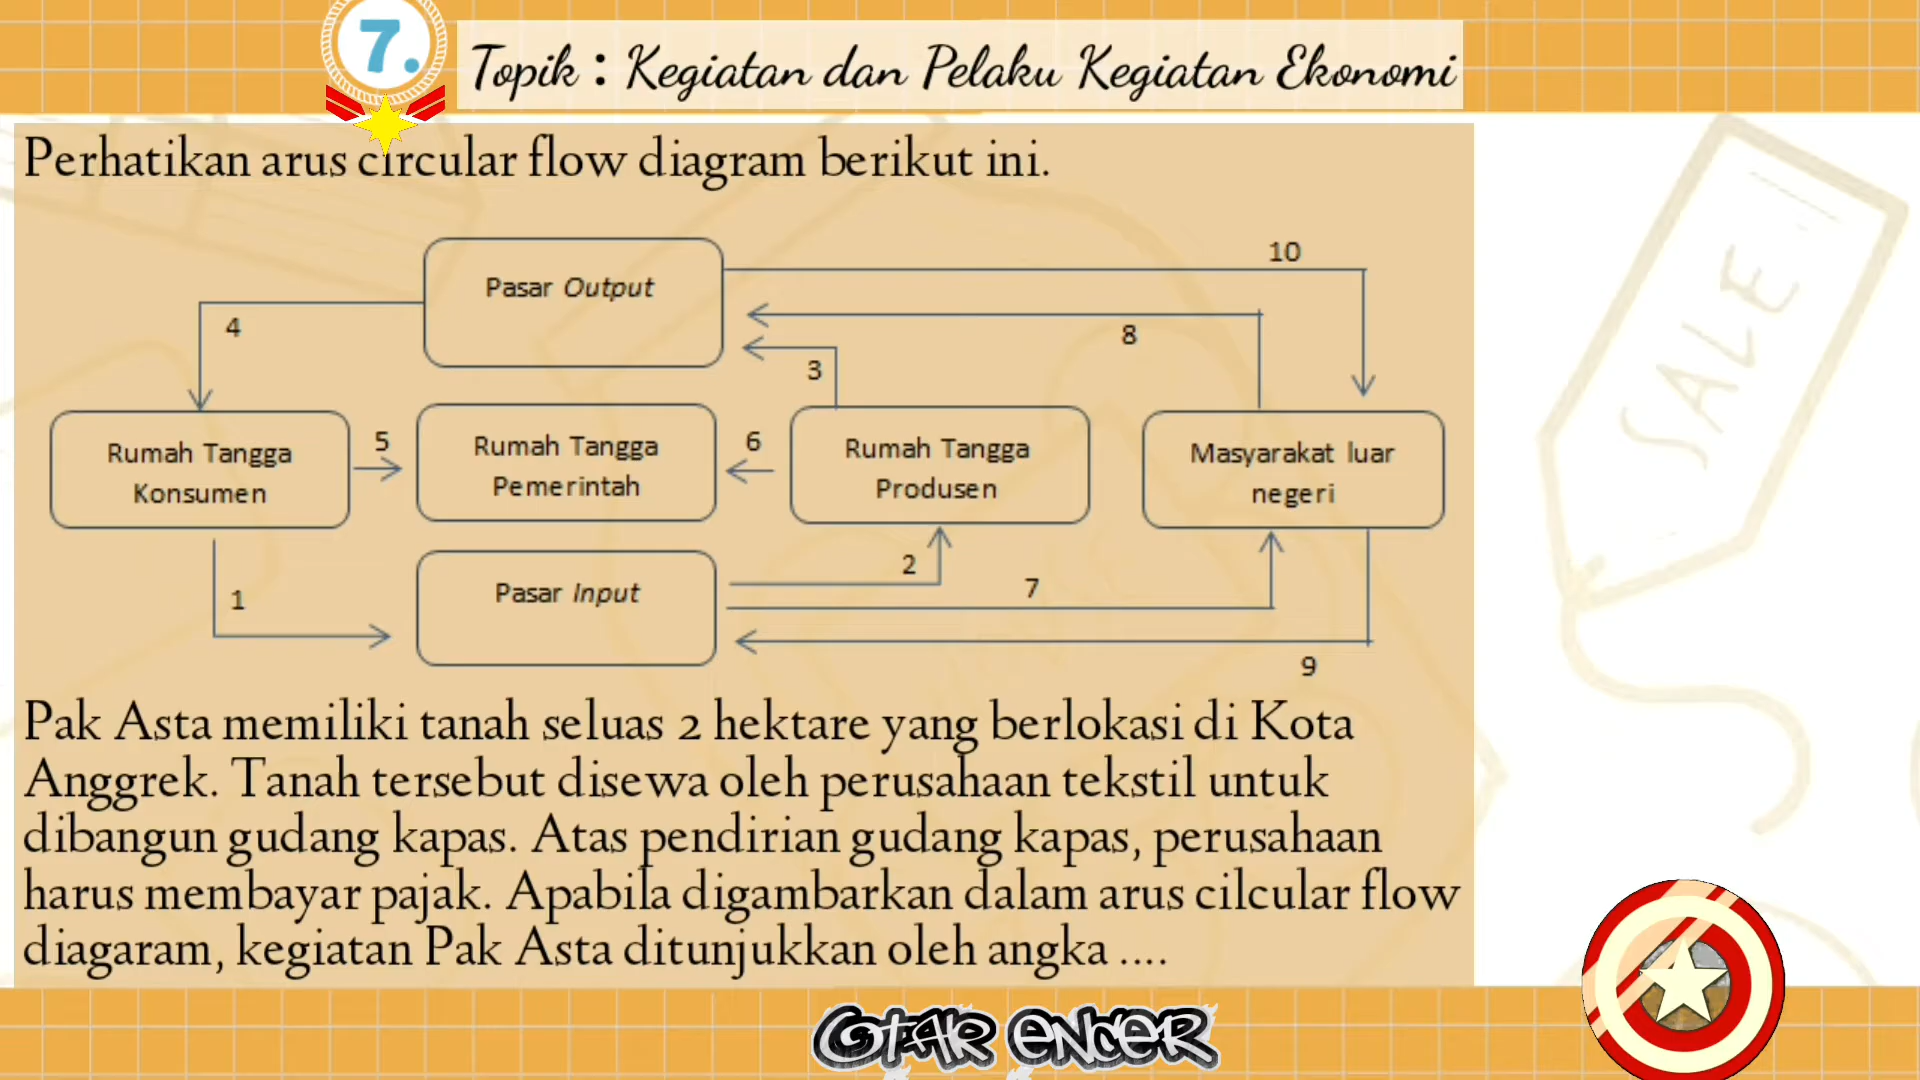 7.
Topik : Kegiatan dan Pelaku Kegiatan Ekonomi
Perhatikan arus circular flow diagram berikut ini.
10
Pasar Output
4
8
3
Rumah Tangga
Konsumen
5
Rumah Tangga
Pemerintah
6
Rumah Tangga
Produsen
Masyarakat luar
negeri
2
7
1
Pasar Input
9
Pak Asta memiliki tanah seluas 2 hektare yang berlokasi di Kota
Anggrek. Tanah tersebut disewa oleh perusahaan tekstil untuk
dibangun gudang kapas. Atas pendirian gudang kapas, perusahaan
harus membayar pajak. Apabila digambarkan dalam arus cilcular flow
diagaram, kegiatan Pak Asta ditunjukkan oleh angka ....
SALE
OTAK ENCER